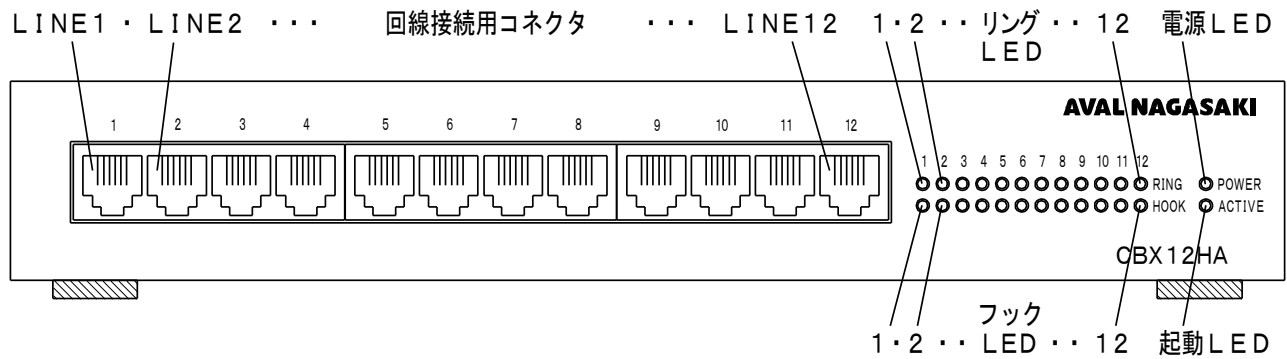 LINE1・LINE2 ・・・ 回線接続用コネクタ ・・・ LINE12 1・2 ・・ リング ・・ 12 電源LED
LED
AVAL NAGASAKI
1 2 3 4 5 6 7 8 9 10 11 12
1 2 3 4 5 6 7 8 9 10 11 12
RING POWER
HOOK ACTIVE
CBX12HA
フック
1・2 ・・ LED ・・ 12 起動LED